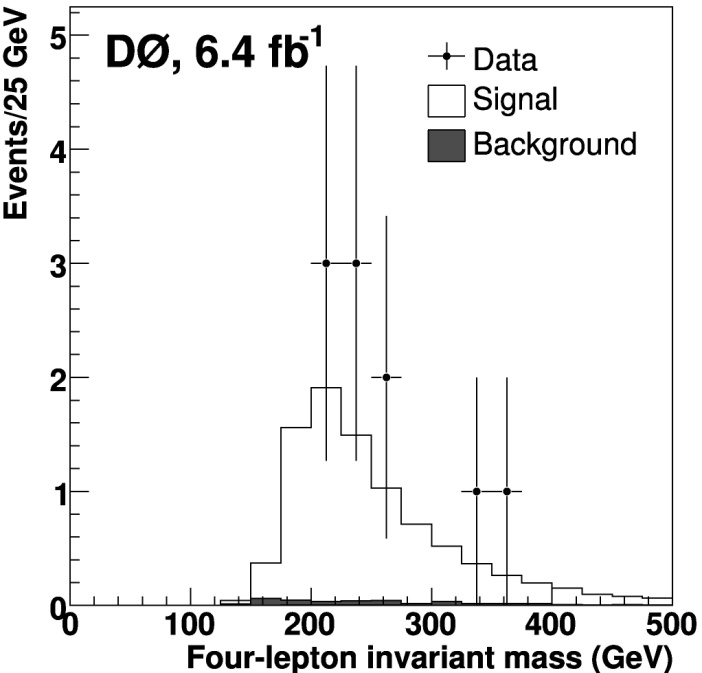 DØ, 6.4 fb-1
Data
Signal
Background
Events/25 GeV
5
4
3
2
1
0
0 100 200 300 400 500
Four-lepton invariant mass (GeV)